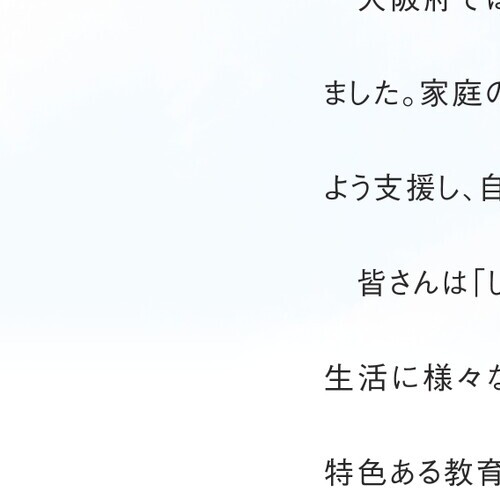 大阪府では
ました。家庭の
よう支援し、自
皆さんは「し
生活に様々な
特色ある教育